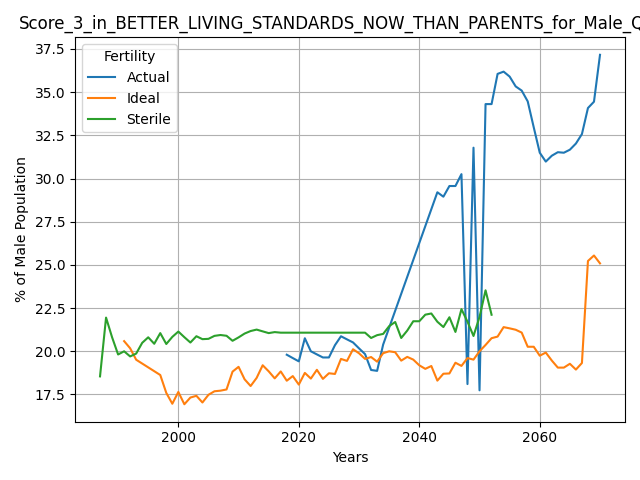 Score_3_in_BETTER_LIVING_STANDARDS_NOW_THAN_PARENTS_for_Male_Q
Fertility
Actual
Ideal
Sterile
37.5
35.0
32.5
30.0
27.5
25.0
22.5
20.0
17.5
% of Male Population
2000 2020 2040 2060
Years